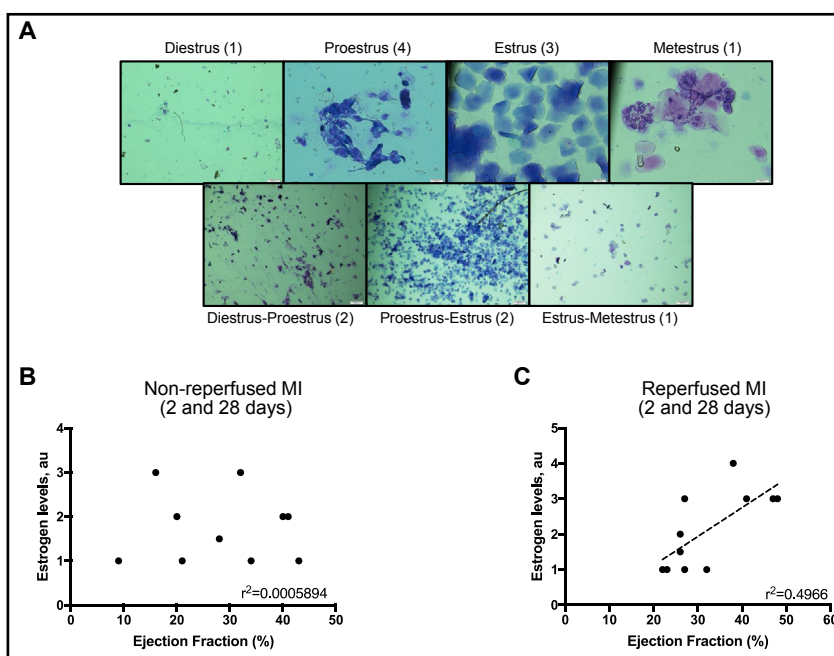 A
Diestrus (1) Proestrus (4) Estrus (3) Metestrus (1)
Diestrus-Proestrus (2) Proestrus-Estrus (2) Estrus-Metestrus (1)
B
Non-reperfused MI
(2 and 28 days)
Estrogen levels, au
4
3
2
1
0
0 10 20 30 40 50
r²=0.0005894
Ejection Fraction (%)
C
Reperfused MI
(2 and 28 days)
Estrogen levels, au
5
4
3
2
1
0
0 10 20 30 40 50 60
r²=0.4966
Ejection Fraction (%)